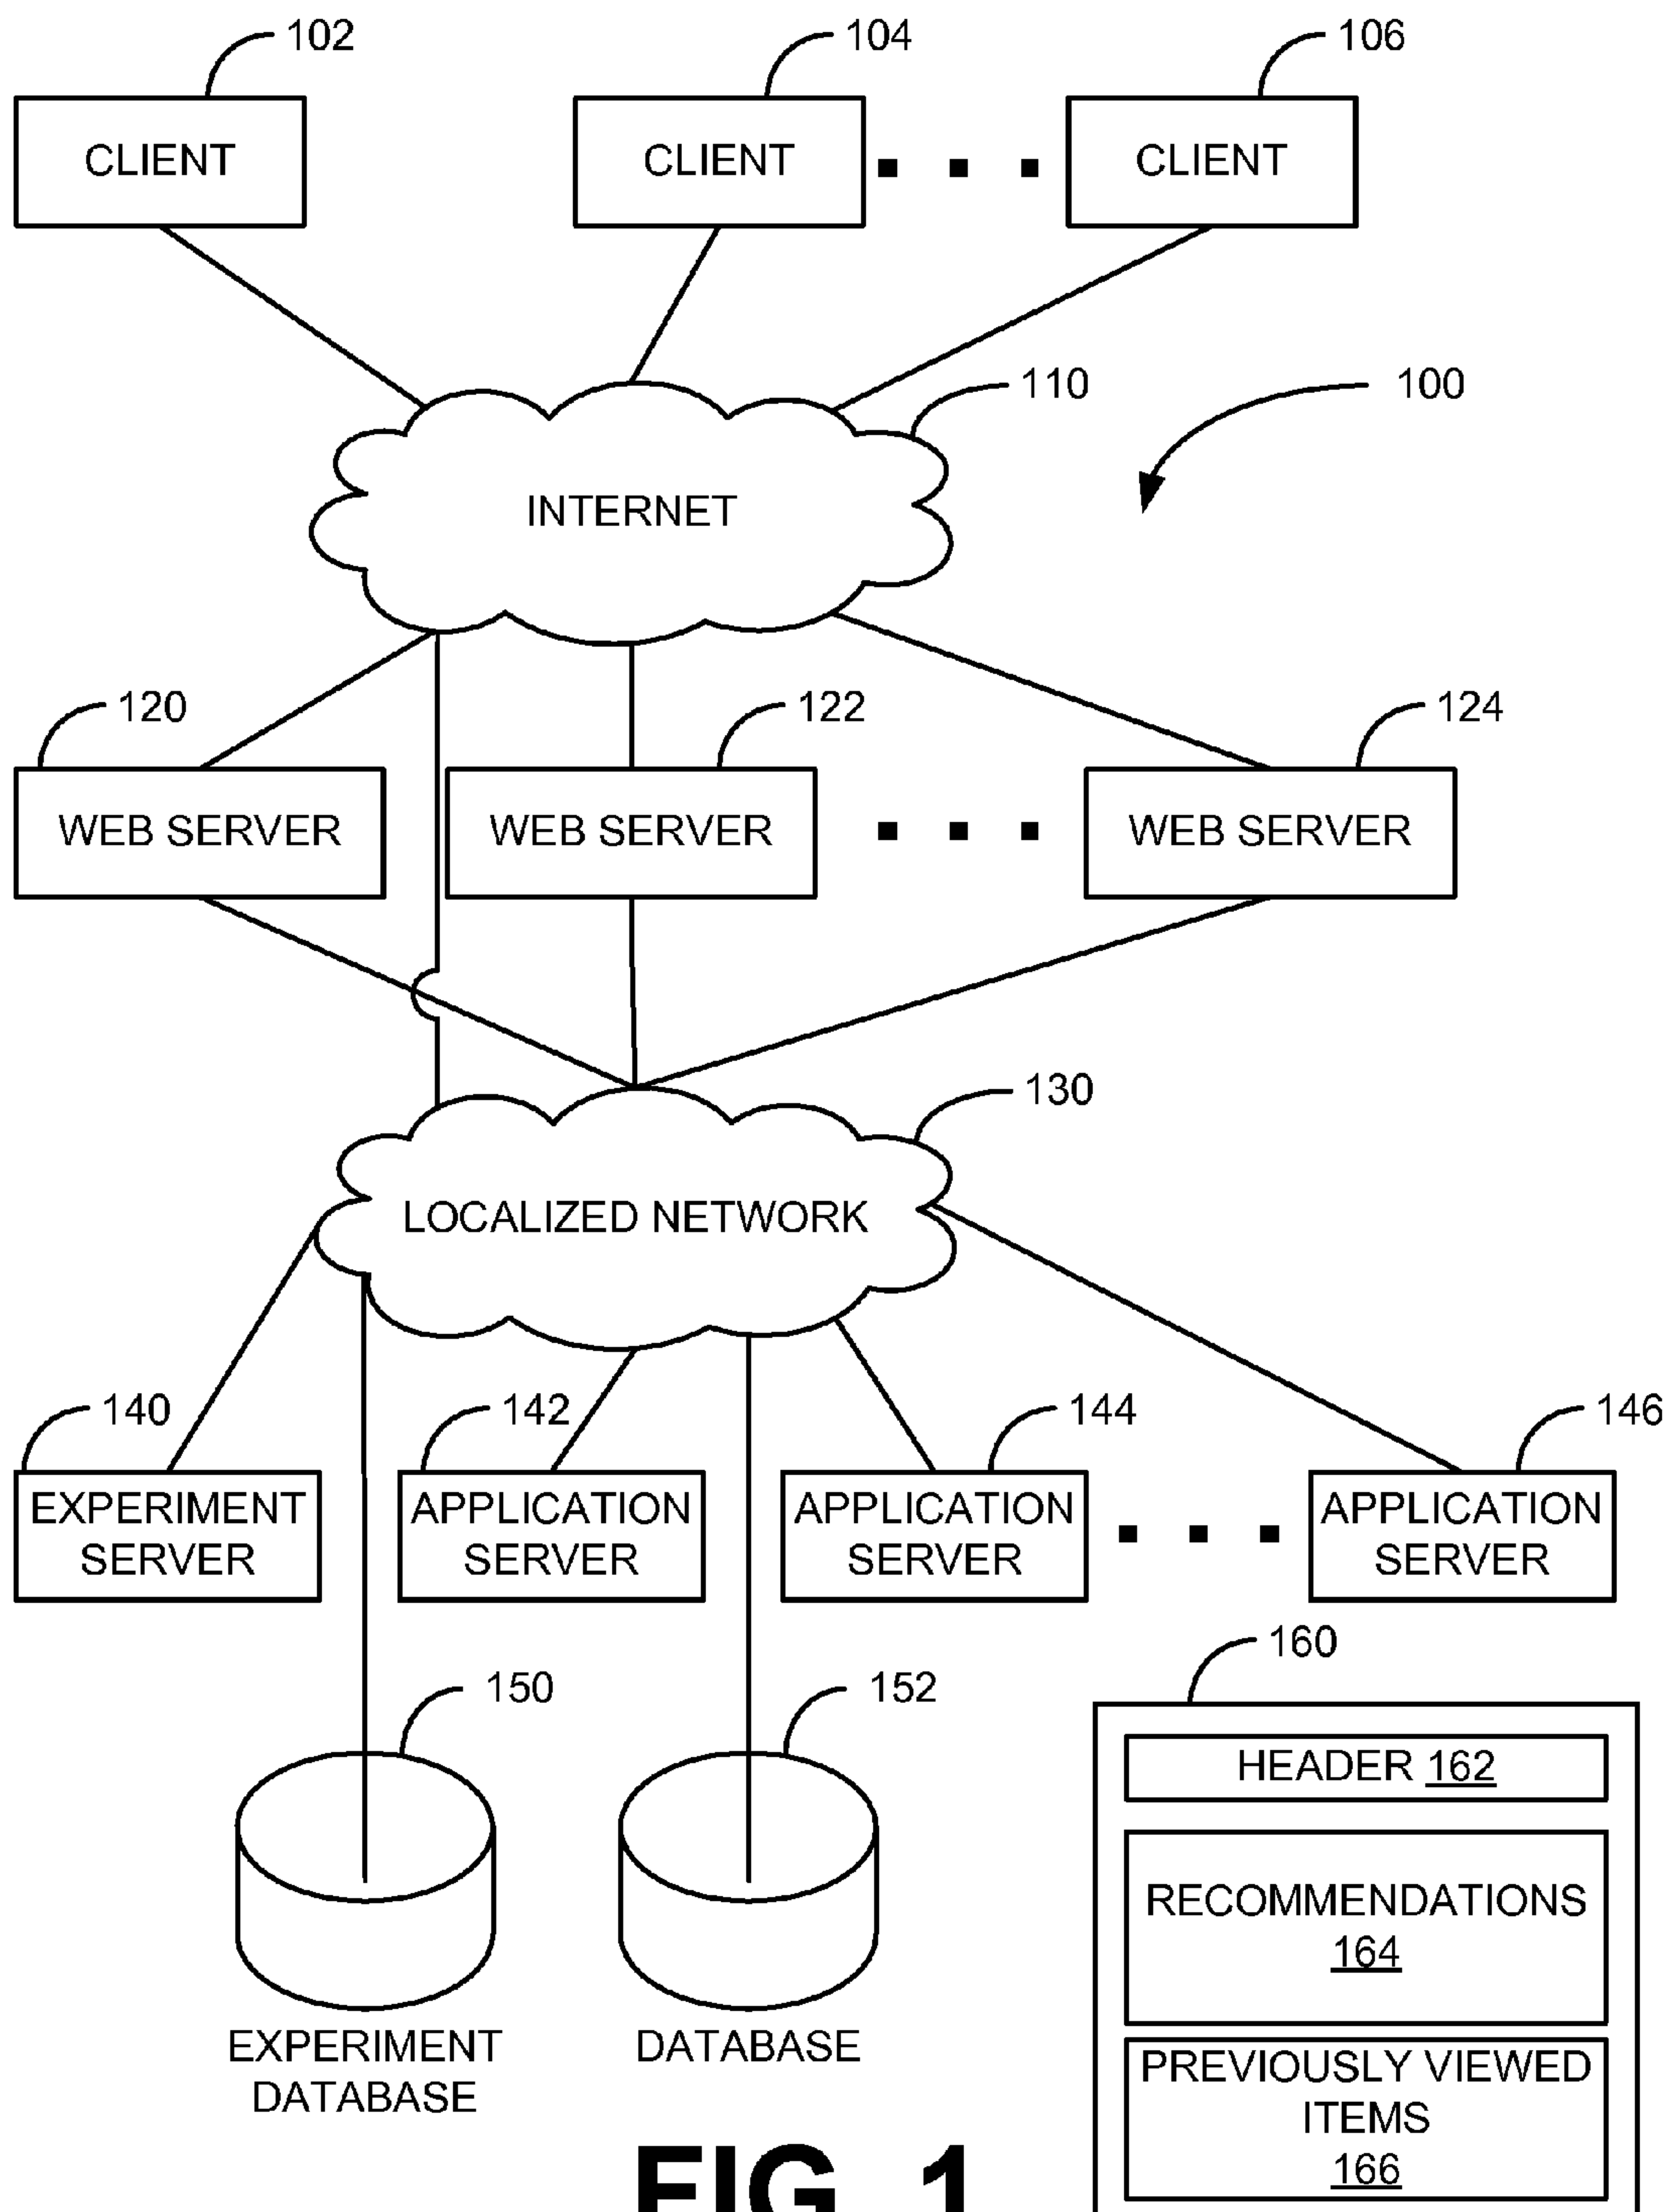 102
104
106
CLIENT
CLIENT
CLIENT
110
100
INTERNET
120
122
124
WEB SERVER
WEB SERVER
WEB SERVER
130
LOCALIZED NETWORK
140
142
144
146
EXPERIMENT
SERVER
APPLICATION
SERVER
APPLICATION
SERVER
APPLICATION
SERVER
150
152
160
HEADER 162
RECOMMENDATIONS
164
EXPERIMENT
DATABASE
DATABASE
PREVIOUSLY VIEWED
ITEMS
166
FIG. 1